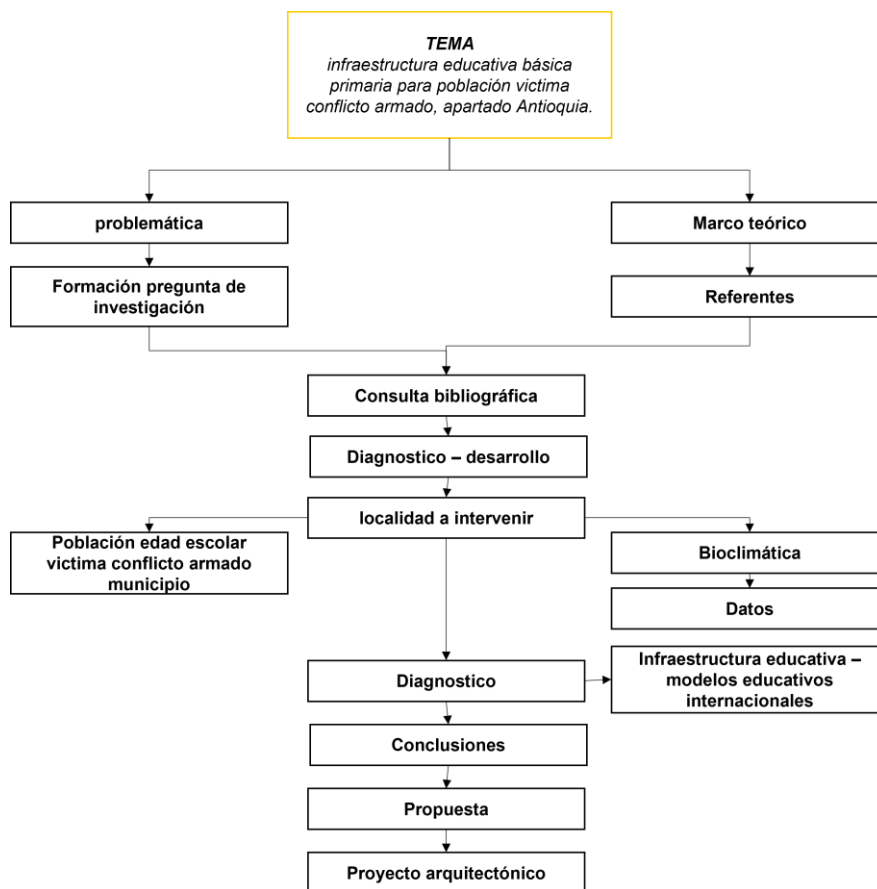 TEMA
infraestructura educativa básica
primaria para población victima
conflicto armado, apartado Antioquia.
problemática
Marco teórico
Formación pregunta de
investigación
Referentes
Consulta bibliográfica
Diagnostico – desarrollo
localidad a intervenir
Población edad escolar
victima conflicto armado
municipio
Bioclimática
Datos
Diagnostico
Infraestructura educativa –
modelos educativos
internacionales
Conclusiones
Propuesta
Proyecto arquitectónico